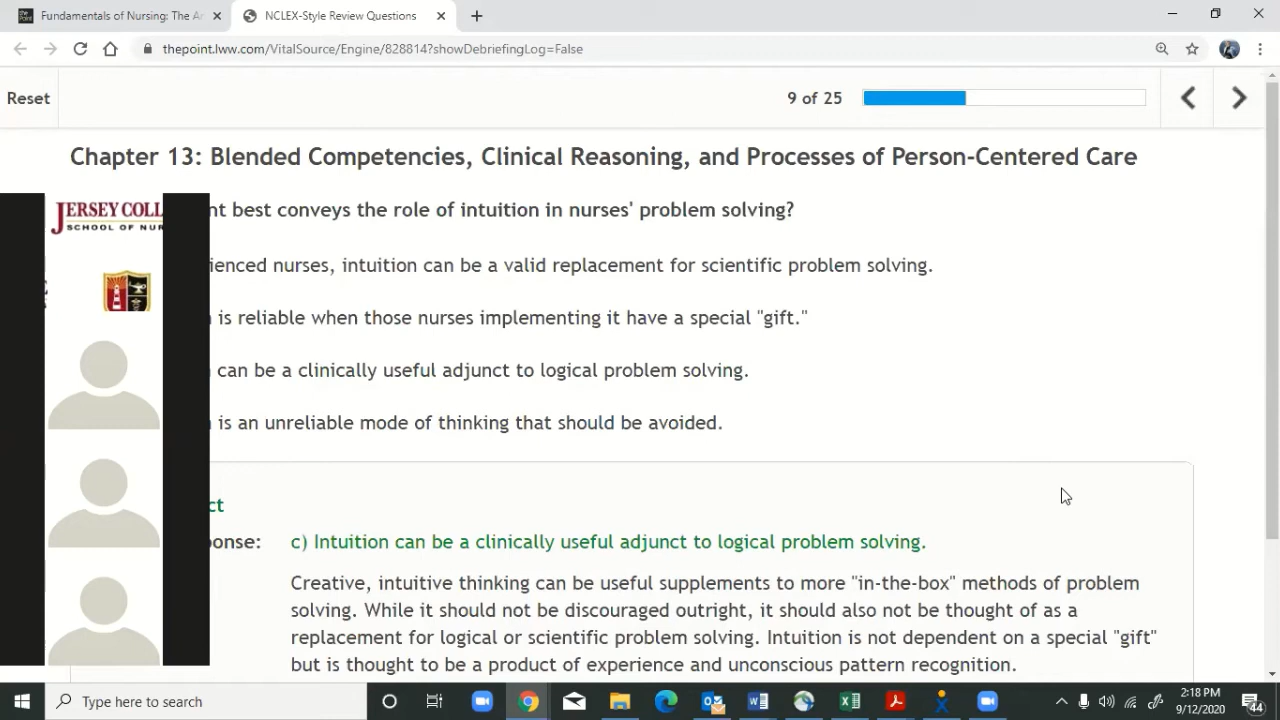 Fundamentals of Nursing: The Ar
NCLEX-Style Review Questions
thepoint.lww.com/VitalSource/Engine/828814?showDebriefingLog=False
Reset
9 of 25
Chapter 13: Blended Competencies, Clinical Reasoning, and Processes of Person-Centered Care
JERSEY COLL
SCHOOL OF NUR
nt best conveys the role of intuition in nurses' problem solving?
ienced nurses, intuition can be a valid replacement for scientific problem solving.
is reliable when those nurses implementing it have a special "gift."
can be a clinically useful adjunct to logical problem solving.
is an unreliable mode of thinking that should be avoided.
ct
ponse:
c) Intuition can be a clinically useful adjunct to logical problem solving.
Creative, intuitive thinking can be useful supplements to more "in-the-box" methods of problem
solving. While it should not be discouraged outright, it should also not be thought of as a
replacement for logical or scientific problem solving. Intuition is not dependent on a special "gift"
but is thought to be a product of experience and unconscious pattern recognition.
Type here to search
2:18 PM
9/12/2020
44